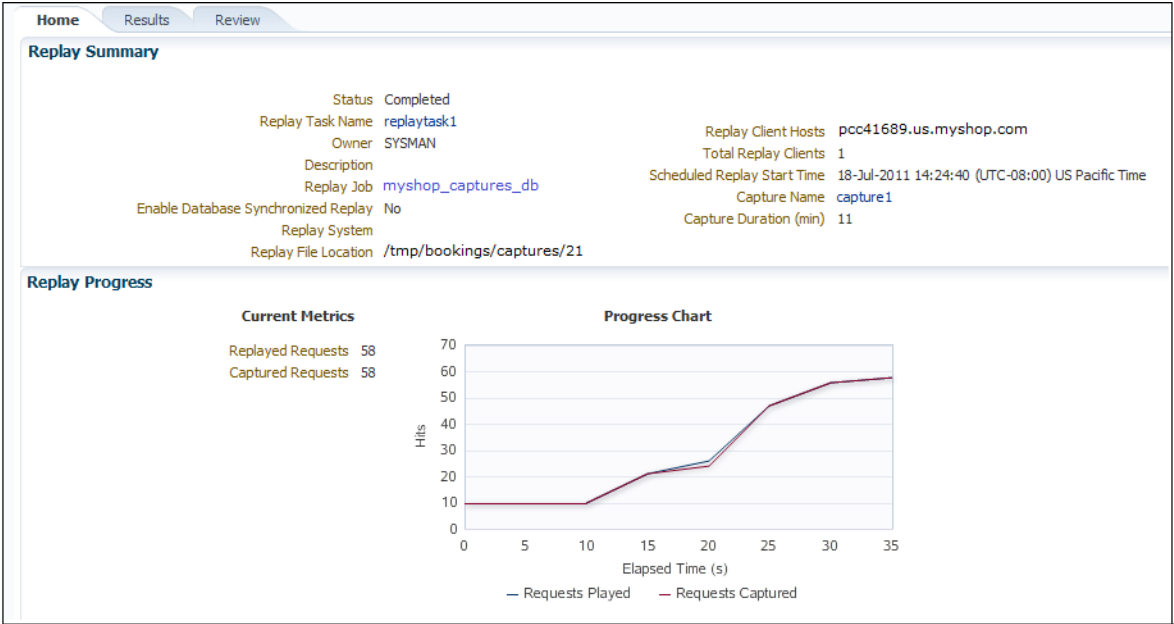 Home Results Review
Replay Summary
Status Completed
Replay Task Name replaytask1
Owner SYSMAN
Description
Replay Job myshop_captures_db
Enable Database Synchronized Replay No
Replay System
Replay File Location /tmp/bookings/captures/21
Replay Client Hosts pcc41689.us.myshop.com
Total Replay Clients 1
Scheduled Replay Start Time 18-Jul-2011 14:24:40 (UTC-08:00) US Pacific Time
Capture Name capture1
Capture Duration (min) 11
Replay Progress
Current Metrics
Replayed Requests 58
Captured Requests 58
Progress Chart
70
60
50
40
30
20
10
0
Hits
0 5 10 15 20 25 30 35
Elapsed Time (s)
Requests Played Requests Captured